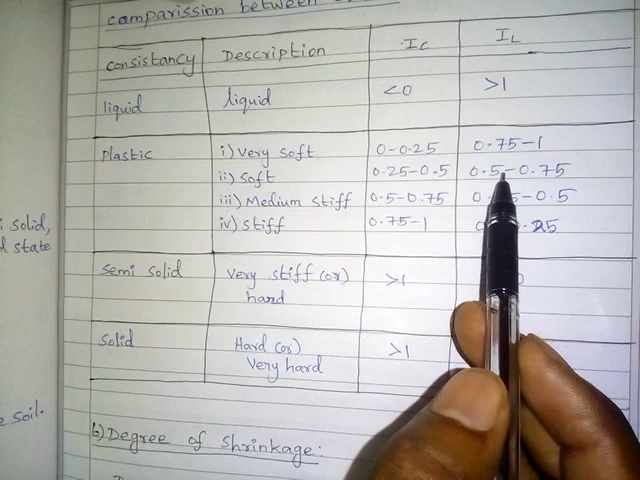 camparission between
consistancy Description Ic IL
liquid liquid <0 >1
plastic i) Very soft 0-0.25 0.75-1
ii) Soft 0.25-0.5 0.5-0.75
iii) Medium stiff 0.5-0.75 -0.5
iv) Stiff 0.75-1
semi solid Very stiff (or) >1
hard
solid Hard (or) >1
Very hard
6) Degree of shrinkage:
solid,
state
soil.